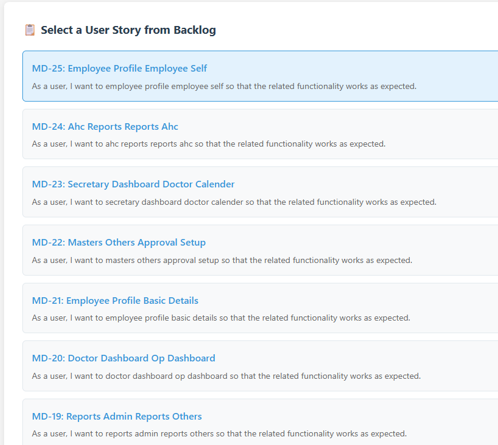 Select a User Story from Backlog
MD-25: Employee Profile Employee Self
As a user, I want to employee profile employee self so that the related functionality works as expected.
MD-24: Ahc Reports Reports Ahc
As a user, I want to ahc reports reports ahc so that the related functionality works as expected.
MD-23: Secretary Dashboard Doctor Calender
As a user, I want to secretary dashboard doctor calender so that the related functionality works as expected.
MD-22: Masters Others Approval Setup
As a user, I want to masters others approval setup so that the related functionality works as expected.
MD-21: Employee Profile Basic Details
As a user, I want to employee profile basic details so that the related functionality works as expected.
MD-20: Doctor Dashboard Op Dashboard
As a user, I want to doctor dashboard op dashboard so that the related functionality works as expected.
MD-19: Reports Admin Reports Others
As a user, I want to reports admin reports others so that the related functionality works as expected.